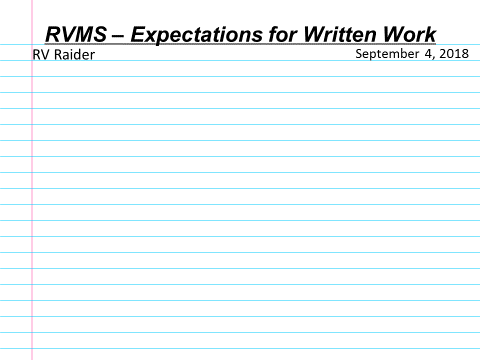 RVMS – Expectations for Written Work
RV Raider September 4, 2018